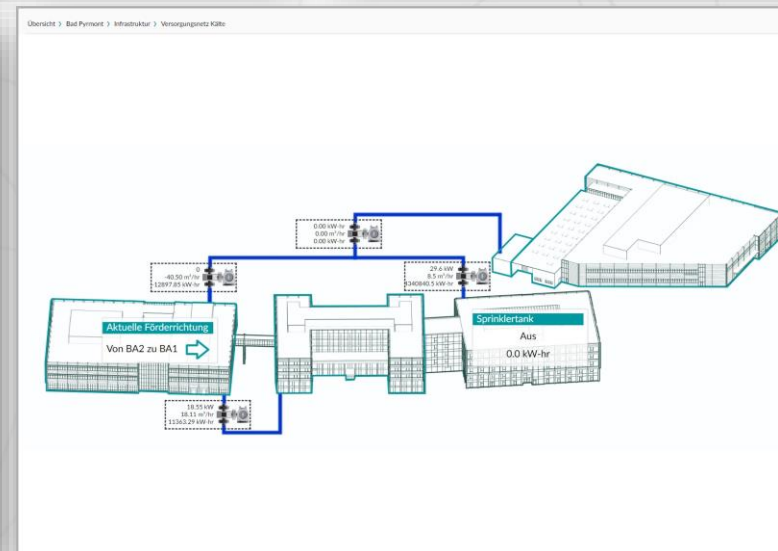 Übersicht > Bad Pyrmont > Infrastruktur > Versorgungsnetz Kälte
0.00 kW-hr
0.00 m³/hr
0.00 kW-hr
0
-40.50 m³/hr
-12897.85 kW-hr
29.6 kW
8.5 m³/hr
4340840.5 kW-hr
Aktuelle Förderrichtung
Von BA2 zu BA1
Sprinklertank
Aus
0.0 kW-hr
18.55 kW
18.11 m³/hr
11363.29 kW-hr